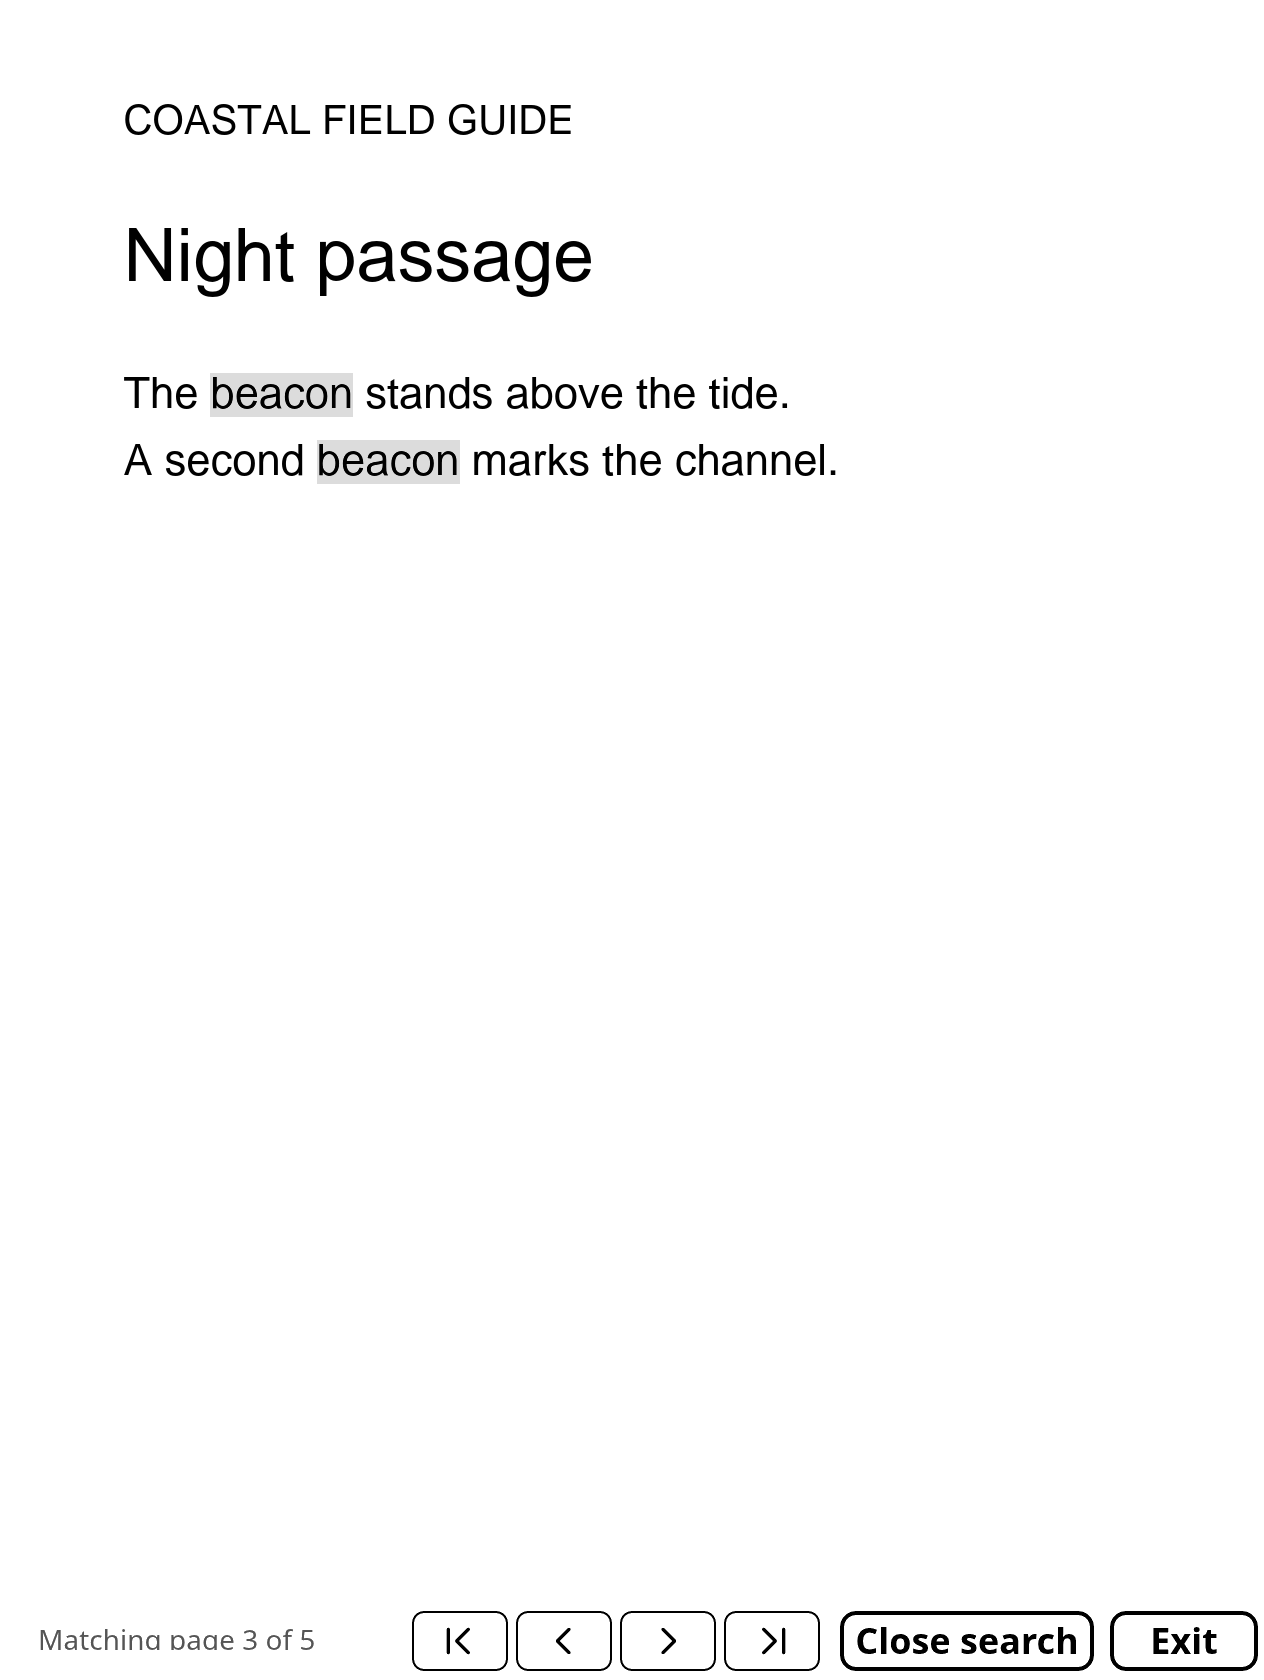 COASTAL FIELD GUIDE
Night passage
The beacon stands above the tide.
A second beacon marks the channel.
Matching page 3 of 5
Close search
Exit